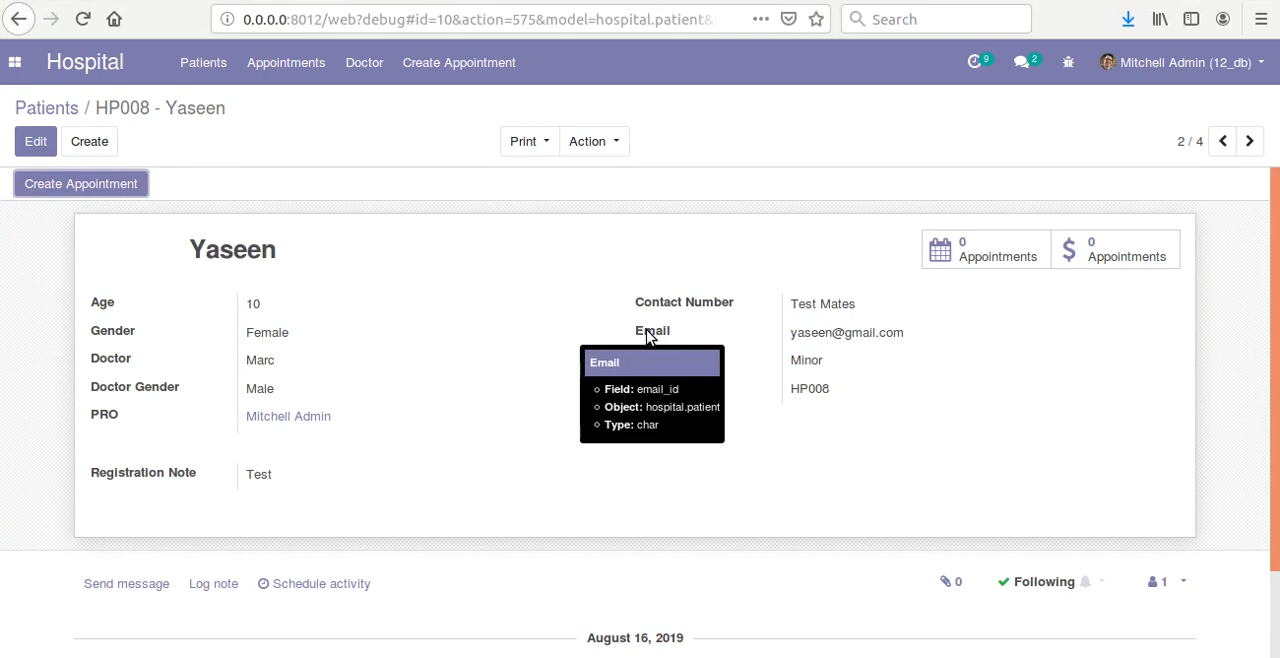 0.0.0.0:8012/web?debug#id=10&action=575&model=hospital.patient&
Search
Hospital
Patients
Appointments
Doctor
Create Appointment
9
2
Mitchell Admin (12_db)
Patients / HP008 - Yaseen
Edit
Create
Print
Action
2 / 4
Create Appointment
Yaseen
0
Appointments
$
0
Appointments
Age
10
Contact Number
Test Mates
Gender
Female
Email
yaseen@gmail.com
Doctor
Marc
Minor
Doctor Gender
Male
HP008
PRO
Mitchell Admin
Email
Field: email_id
Object: hospital.patient
Type: char
Registration Note
Test
Send message
Log note
Schedule activity
0
Following
1
August 16, 2019